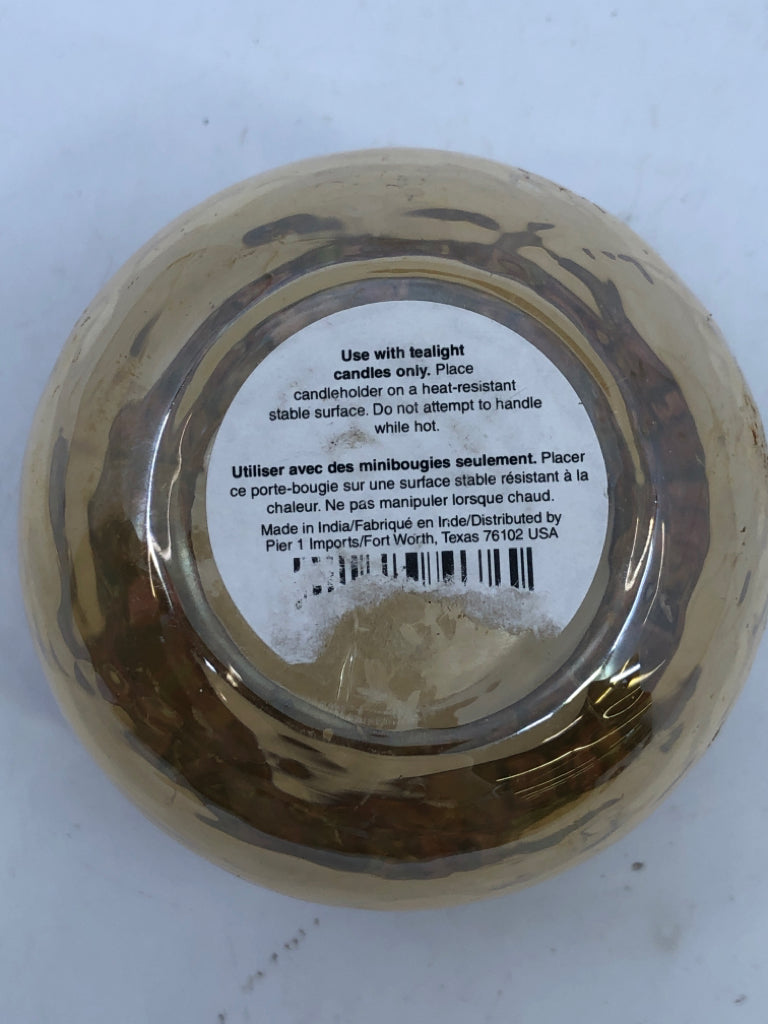 Use with tealight
candles only. Place
candleholder on a heat-resistant
stable surface. Do not attempt to handle
while hot.
Utiliser avec des minibougies seulement. Placer
ce porte-bougie sur une surface stable résistant à la
chaleur. Ne pas manipuler lorsque chaud.
Made in India/Fabriqué en Inde/Distributed by
Pier 1 Imports/Fort Worth, Texas 76102 USA